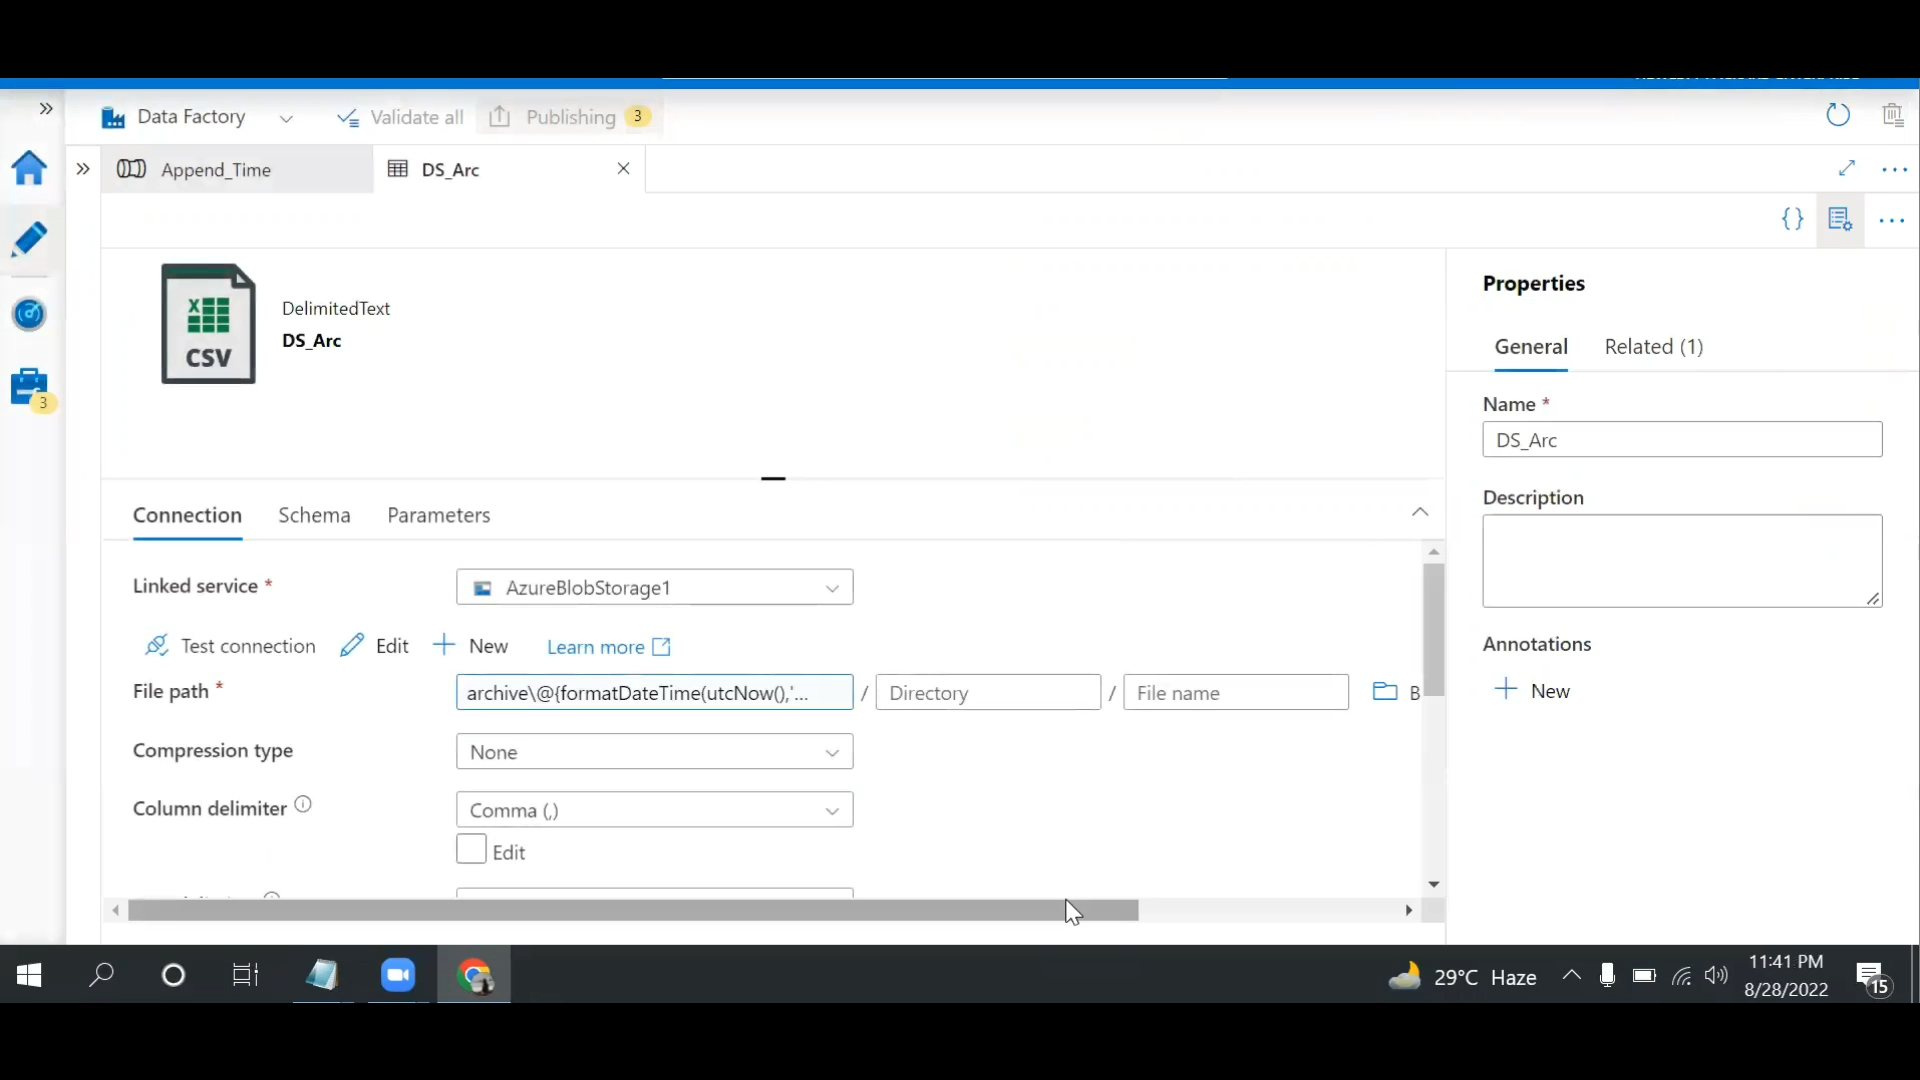 Data Factory
Validate all
Publishing 3
Append_Time
DS_Arc
{}
X
CSV
DelimitedText
DS_Arc
Properties
General
Related (1)
Name *
DS_Arc
Description
Annotations
New
3
Connection
Schema
Parameters
Linked service *
AzureBlobStorage1
Test connection
Edit
New
Learn more
File path *
archive\@{formatDateTime(utcNow(),'...
/
Directory
/
File name
B
Compression type
None
Column delimiter
Comma (,)
Edit
29°C Haze
11:41 PM
8/28/2022
15